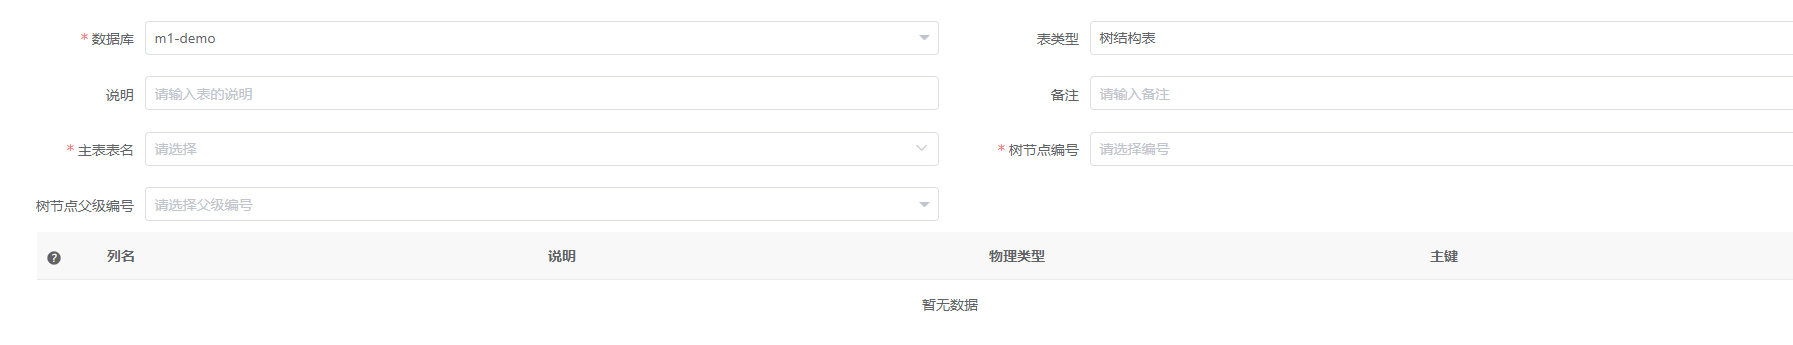 * 数据库 m1-demo 表类型 树结构表
说明 请输入表的说明 备注 请输入备注
* 主表表名 请选择 * 树节点编号 请选择编号
树节点父级编号 请选择父级编号
? 列名 说明 物理类型 主键
暂无数据